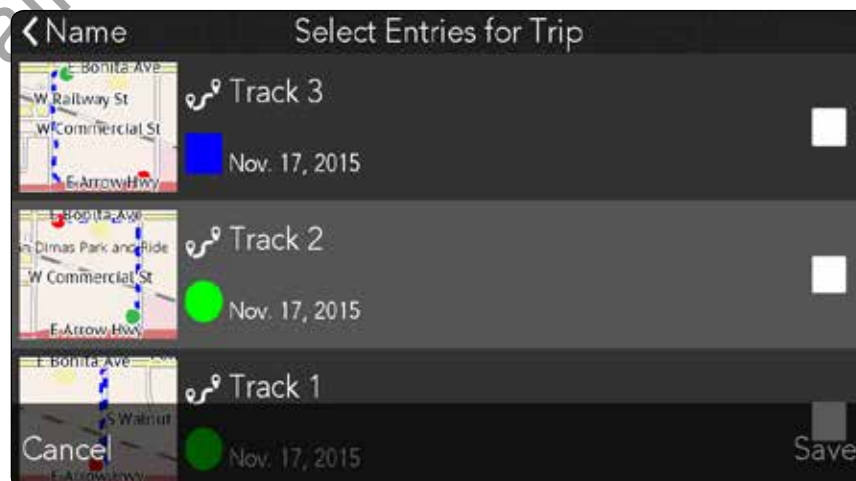 Name
Select Entries for Trip
E Bonita Ave
W Railway St
W Commercial St
E Arrow Hwy
Track 3
Nov. 17, 2015
E Bonita Ave
n Dimas Park and Ride
W Commercial St
E Arrow Hwy
Track 2
Nov. 17, 2015
E Bonita Ave
S Walnut
E Arrow Hwy
Track 1
Nov. 17, 2015
Cancel
Save